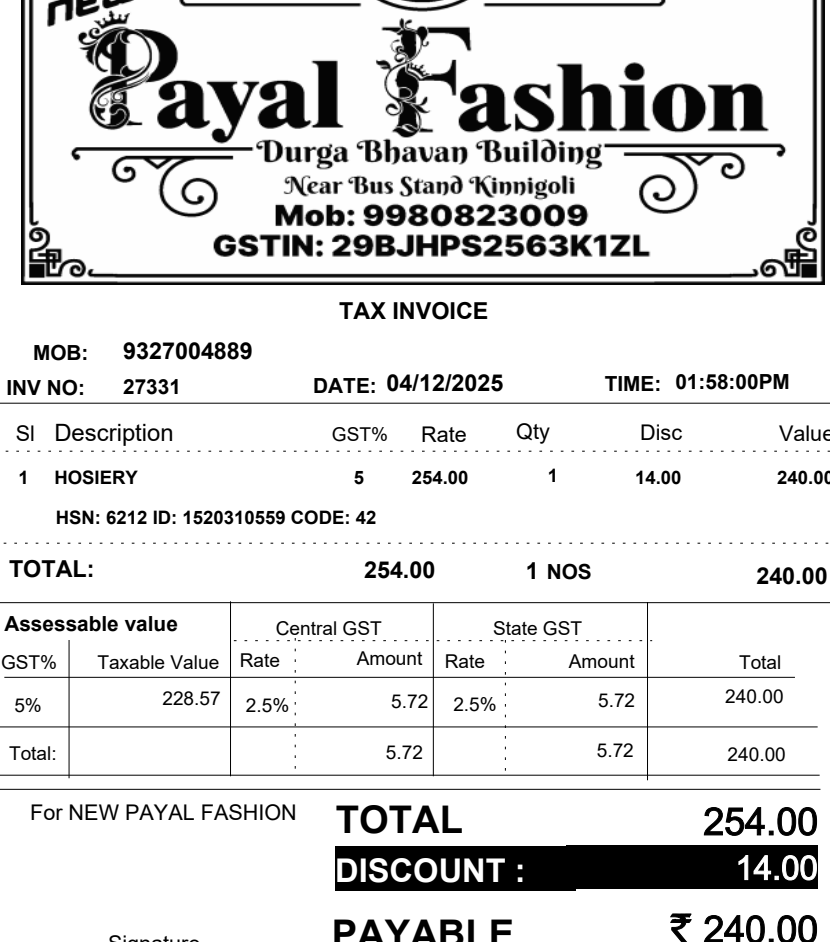 new
Payal Fashion
Durga Bhavan Building
Near Bus Stand Kinnigoli
Mob: 9980823009
GSTIN: 29BJHPS2563K1ZL
TAX INVOICE
MOB: 9327004889
INV NO: 27331 DATE: 04/12/2025 TIME: 01:58:00PM
Sl Description GST% Rate Qty Disc Value
1 HOSIERY 5 254.00 1 14.00 240.00
HSN: 6212 ID: 1520310559 CODE: 42
TOTAL: 254.00 1 NOS 240.00
Assessable value Central GST State GST
GST% Taxable Value Rate Amount Rate Amount Total
5% 228.57 2.5% 5.72 2.5% 5.72 240.00
Total: 5.72 5.72 240.00
For NEW PAYAL FASHION TOTAL 254.00
DISCOUNT : 14.00
Signature PAYABLE ₹ 240.00